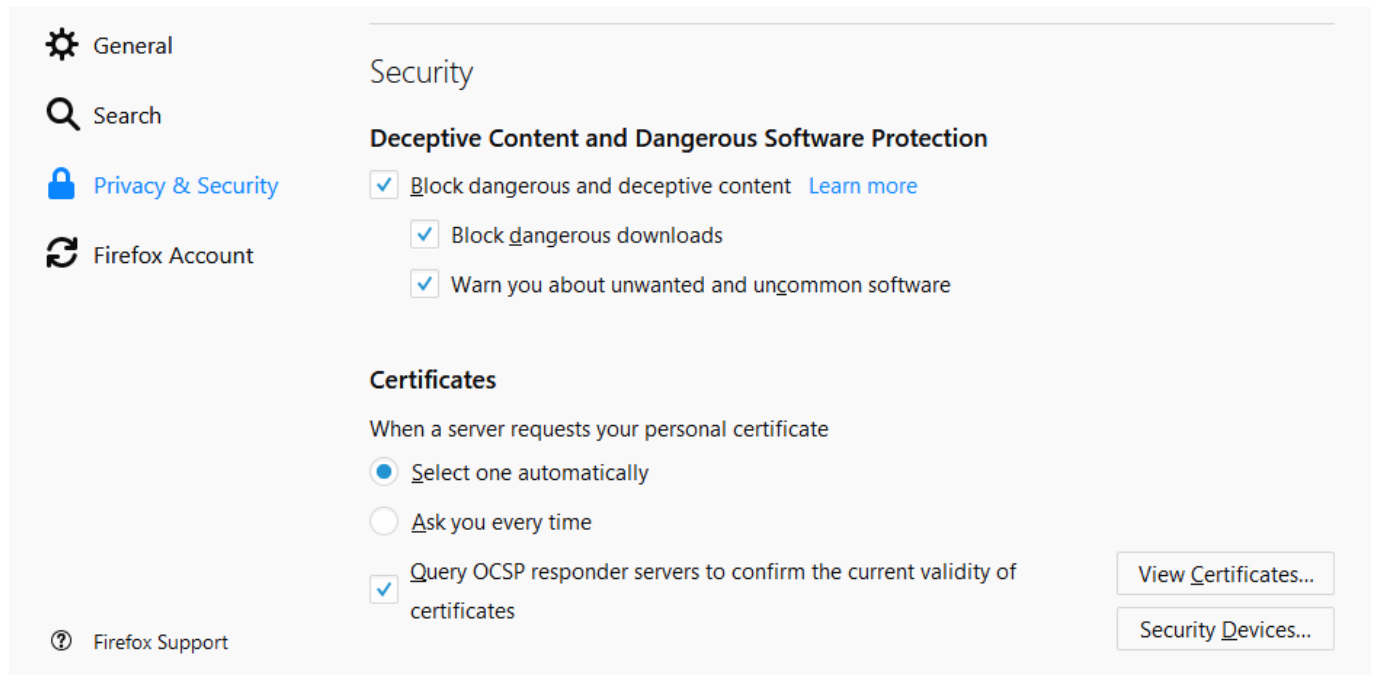 General
Search
Privacy & Security
Firefox Account
Firefox Support
Security
Deceptive Content and Dangerous Software Protection
Block dangerous and deceptive content Learn more
Block dangerous downloads
Warn you about unwanted and uncommon software
Certificates
When a server requests your personal certificate
Select one automatically
Ask you every time
Query OCSP responder servers to confirm the current validity of
certificates
View Certificates...
Security Devices...